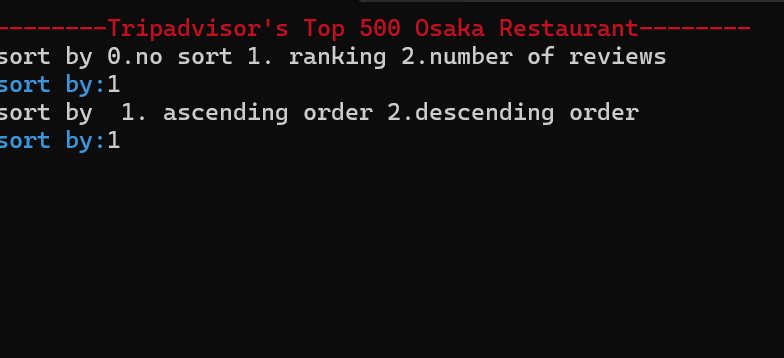 --------Tripadvisor's Top 500 Osaka Restaurant--------
sort by 0.no sort 1. ranking 2.number of reviews
sort by:1
sort by  1. ascending order 2.descending order
sort by:1